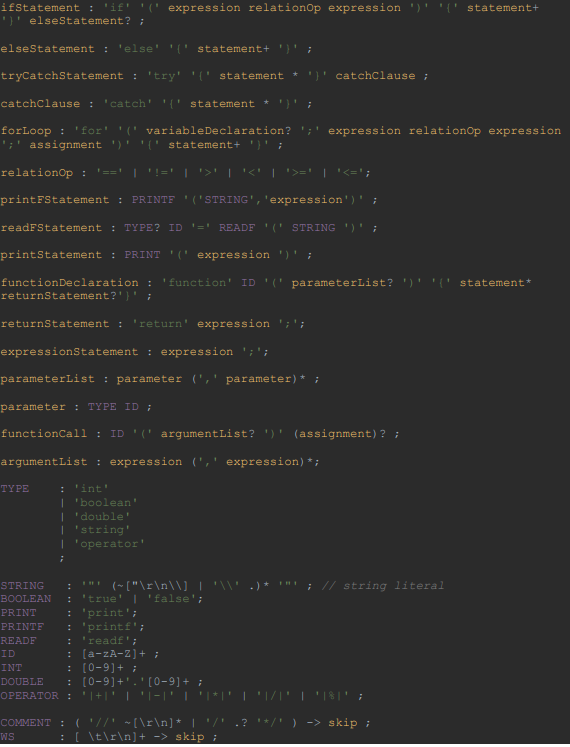 ifStatement : 'if' '(' expression relationOp expression ')' '{' statement+
'}' elseStatement? ;
elseStatement : 'else' '{' statement+ '}' ;
tryCatchStatement : 'try' '{' statement * '}' catchClause ;
catchClause : 'catch' '{' statement * '}' ;
forLoop : 'for' '(' variableDeclaration? ';' expression relationOp expression
';' assignment ')' '{' statement+ '}' ;
relationOp : '==' | '!=' | '>' | '<' | '>=' | '<=';
printFStatement : PRINTF '('STRING','expression')' ;
readFStatement : TYPE? ID '=' READF '(' STRING ')' ;
printStatement : PRINT '(' expression ')' ;
functionDeclaration : 'function' ID '(' parameterList? ')' '{' statement*
returnStatement?'}' ;
returnStatement : 'return' expression ';';
expressionStatement : expression ';';
parameterList : parameter (',' parameter)* ;
parameter : TYPE ID ;
functionCall : ID '(' argumentList? ')' (assignment)? ;
argumentList : expression (',' expression)*;
TYPE : 'int'
| 'boolean'
| 'double'
| 'string'
| 'operator'
;
STRING : '"' (~["\r\n\\] | '\\' .)* '"' ; // string literal
BOOLEAN : 'true' | 'false';
PRINT : 'print';
PRINTF : 'printf';
READF : 'readf';
ID : [a-zA-Z]+ ;
INT : [0-9]+ ;
DOUBLE : [0-9]+'.'[0-9]+ ;
OPERATOR : '|+|' | '|-|' | '|*|' | '|/|' | '|%|' ;
COMMENT : ( '//' ~[\r\n]* | '/' .? '*/' ) -> skip ;
WS : [ \t\r\n]+ -> skip ;